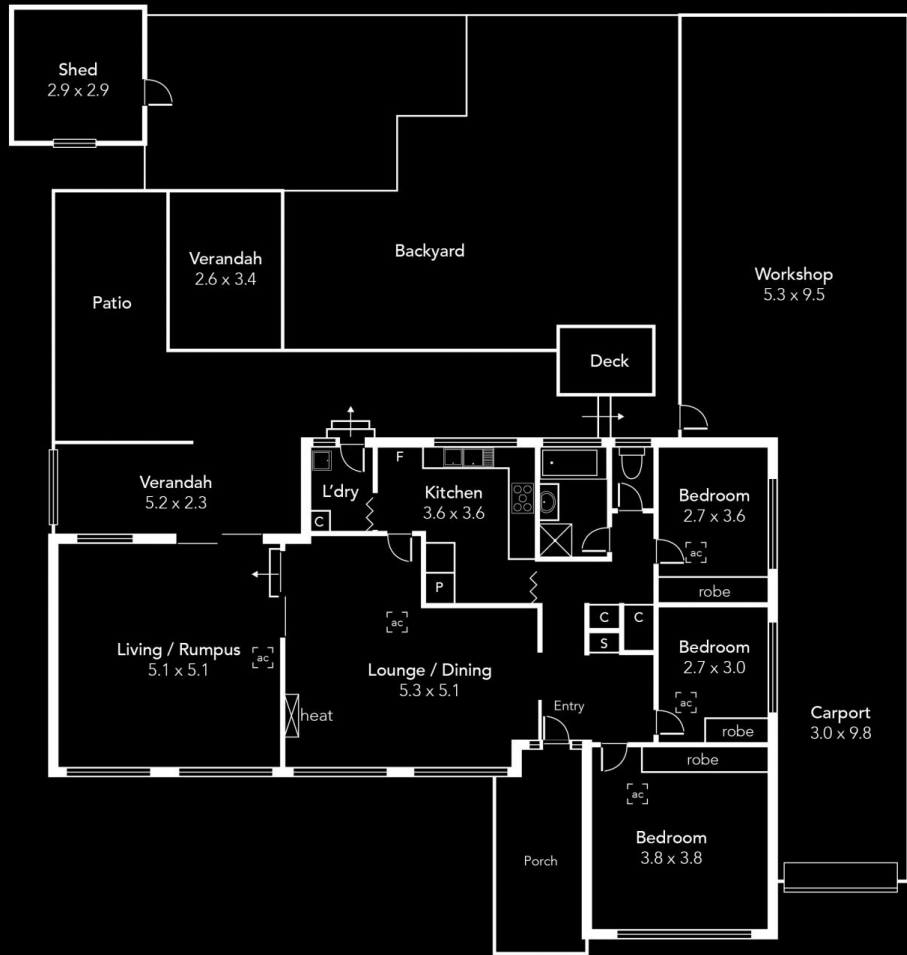 Shed
2.9 x 2.9
Verandah
2.6 x 3.4
Backyard
Workshop
5.3 x 9.5
Patio
Deck
Verandah
5.2 x 2.3
L'dry
C
F
Kitchen
3.6 x 3.6
P
Bedroom
2.7 x 3.6
ac
robe
C
C
S
Bedroom
2.7 x 3.0
ac
robe
Living / Rumpus
5.1 x 5.1
ac
ac
Lounge / Dining
5.3 x 5.1
heat
Entry
Carport
3.0 x 9.8
robe
ac
Bedroom
3.8 x 3.8
Porch